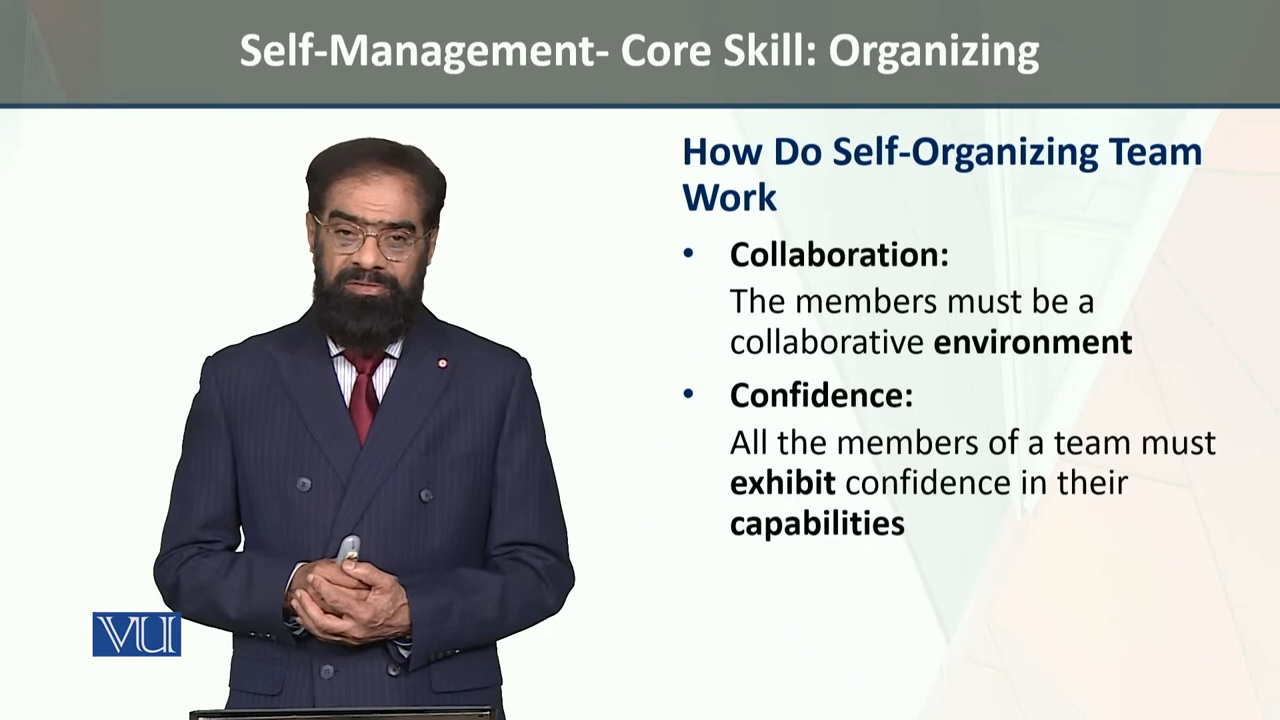 Self-Management- Core Skill: Organizing
How Do Self-Organizing Team
Work
• Collaboration:
The members must be a
collaborative environment
• Confidence:
All the members of a team must
exhibit confidence in their
capabilities
VU